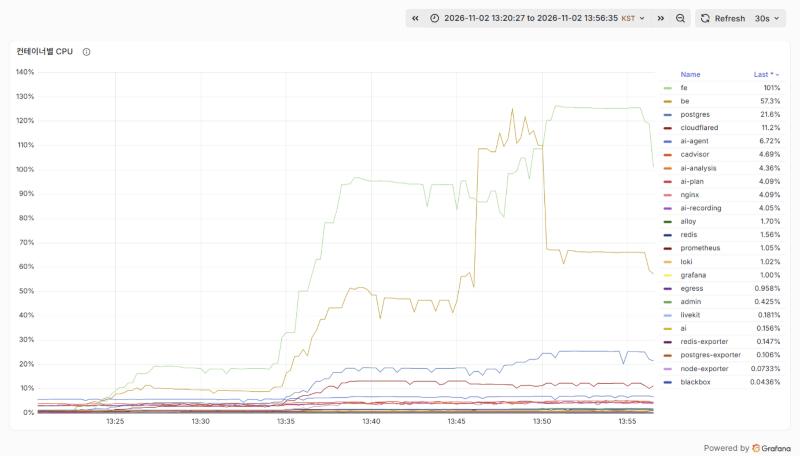 2026-11-02 13:20:27 to 2026-11-02 13:56:35 KST
Refresh 30s
컨테이너별 CPU
140%
130%
120%
110%
100%
90%
80%
70%
60%
50%
40%
30%
20%
10%
0%
13:25 13:30 13:35 13:40 13:45 13:50 13:55
Name Last *
fe 101%
be 57.3%
postgres 21.6%
cloudflared 11.2%
ai-agent 6.72%
cadvisor 4.69%
ai-analysis 4.36%
ai-plan 4.09%
nginx 4.09%
ai-recording 4.05%
alloy 1.70%
redis 1.56%
prometheus 1.05%
loki 1.02%
grafana 1.00%
egress 0.958%
admin 0.425%
livekit 0.181%
ai 0.156%
redis-exporter 0.147%
postgres-exporter 0.106%
node-exporter 0.0733%
blackbox 0.0436%
Powered by Grafana